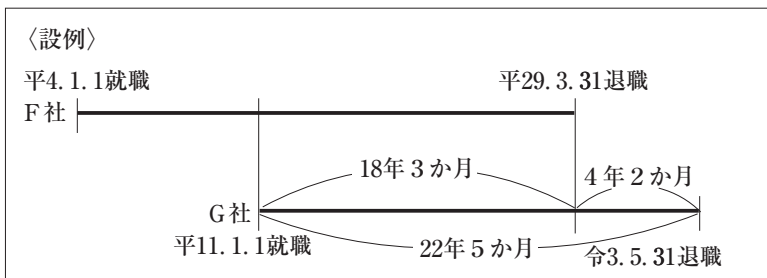 〈設例〉
平4.1.1就職
平29.3.31退職
F社
18年3か月
4年2か月
G社
平11.1.1就職
22年5か月
令3.5.31退職